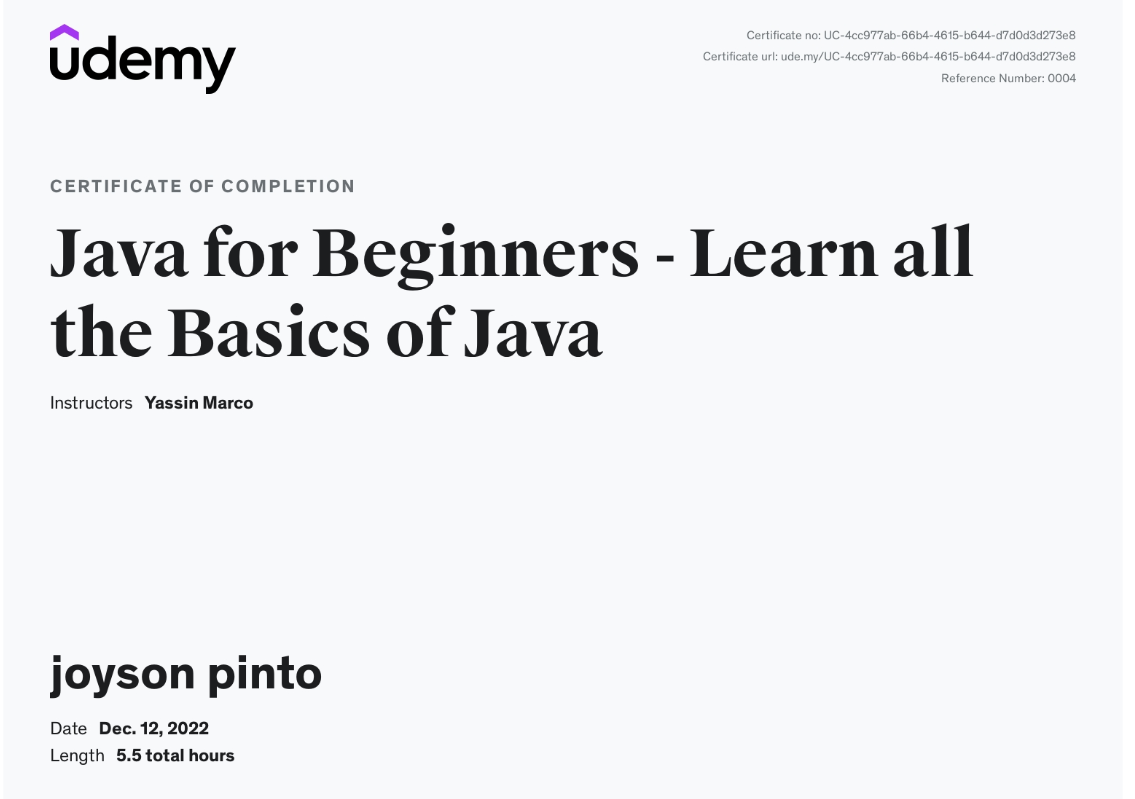 udemy
Certificate no: UC-4cc977ab-66b4-4615-b644-d7d0d3d273e8
Certificate url: ude.my/UC-4cc977ab-66b4-4615-b644-d7d0d3d273e8
Reference Number: 0004
CERTIFICATE OF COMPLETION
Java for Beginners - Learn all
the Basics of Java
Instructors Yassin Marco
joyson pinto
Date Dec. 12, 2022
Length 5.5 total hours